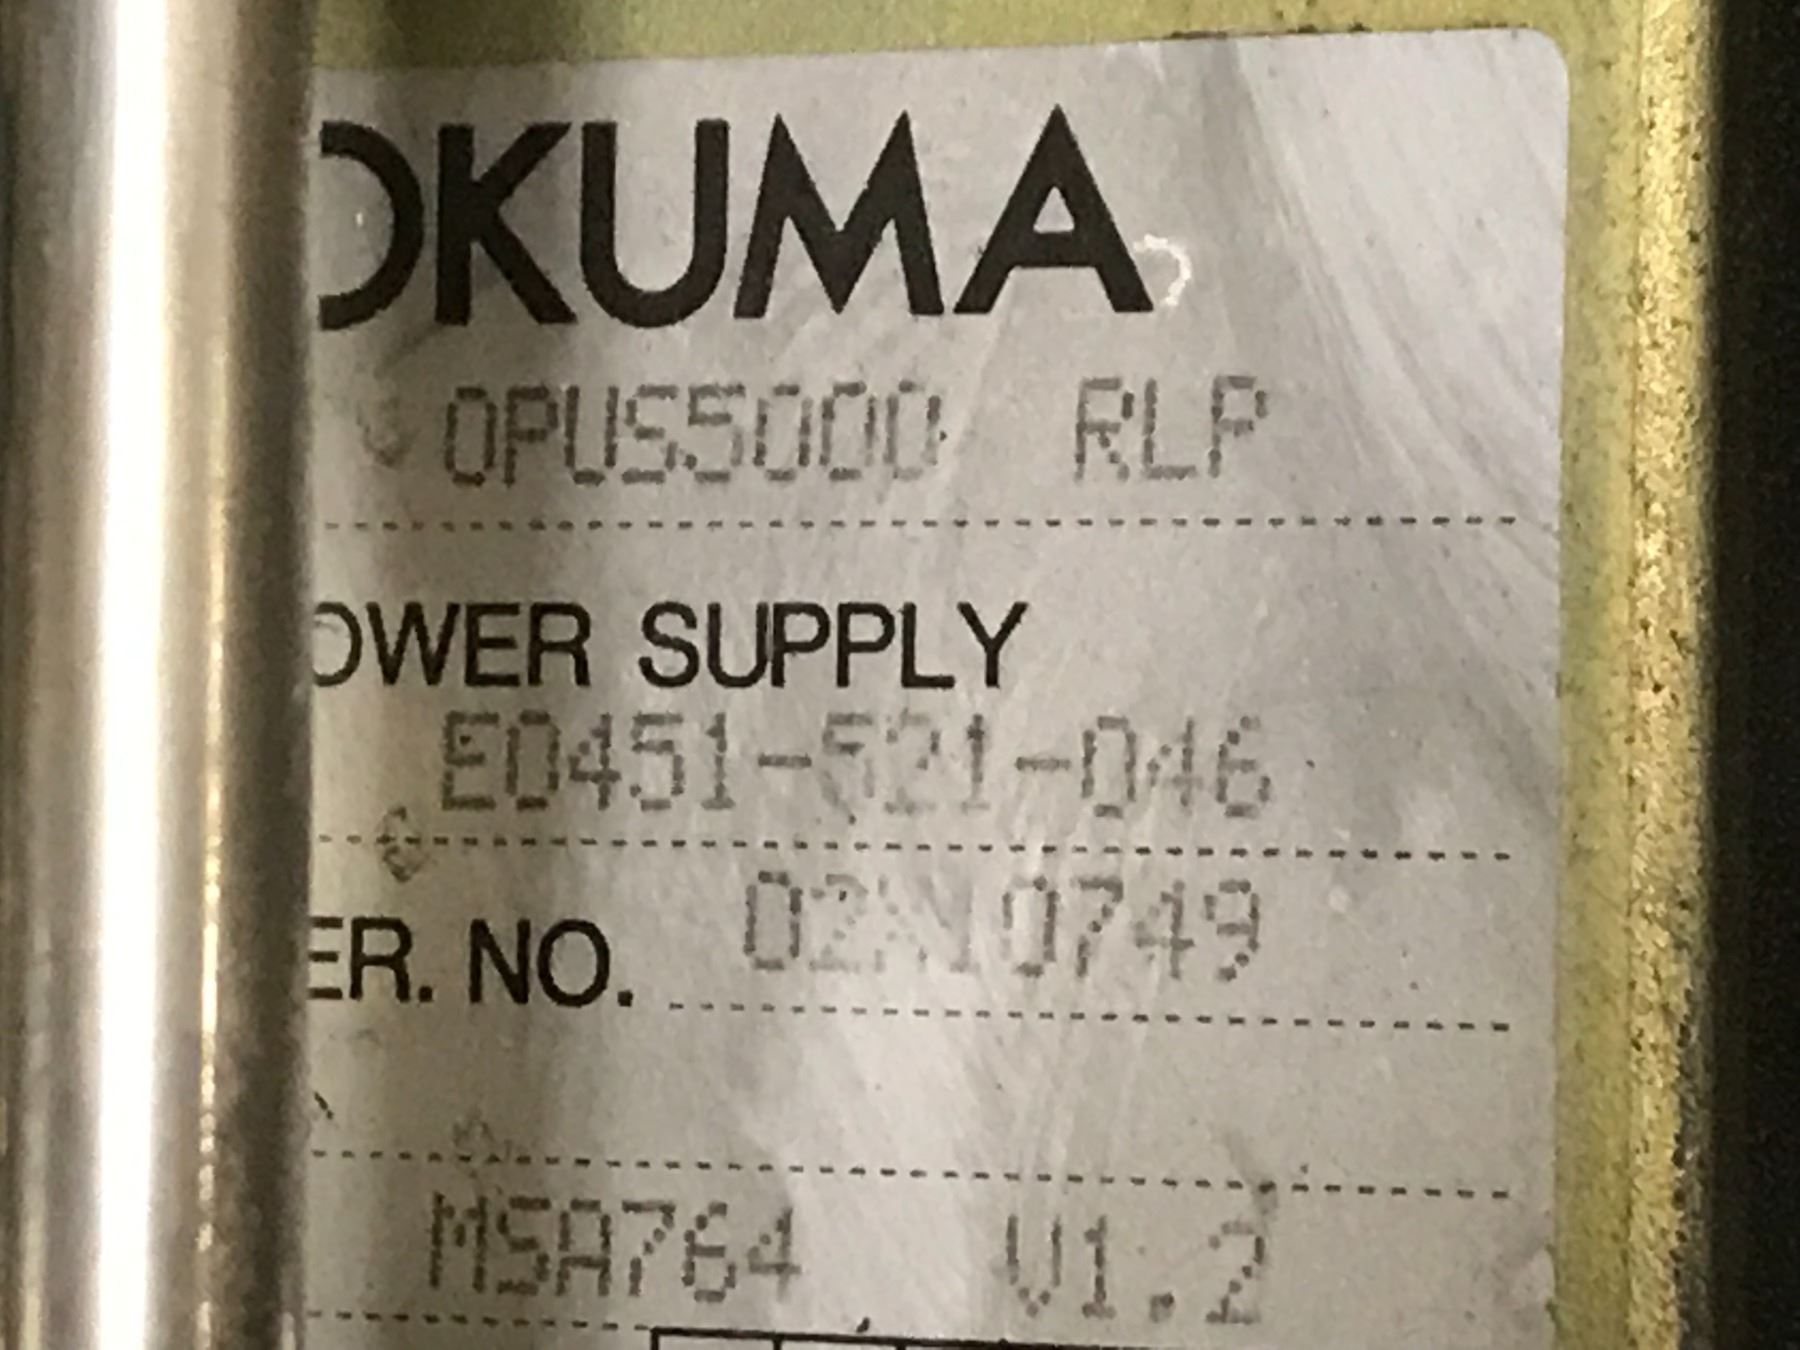 OKUMA
OPUS5000 RLP
OWER SUPPLY
E0451-521-046
ER. NO.
MSA764 V1.2